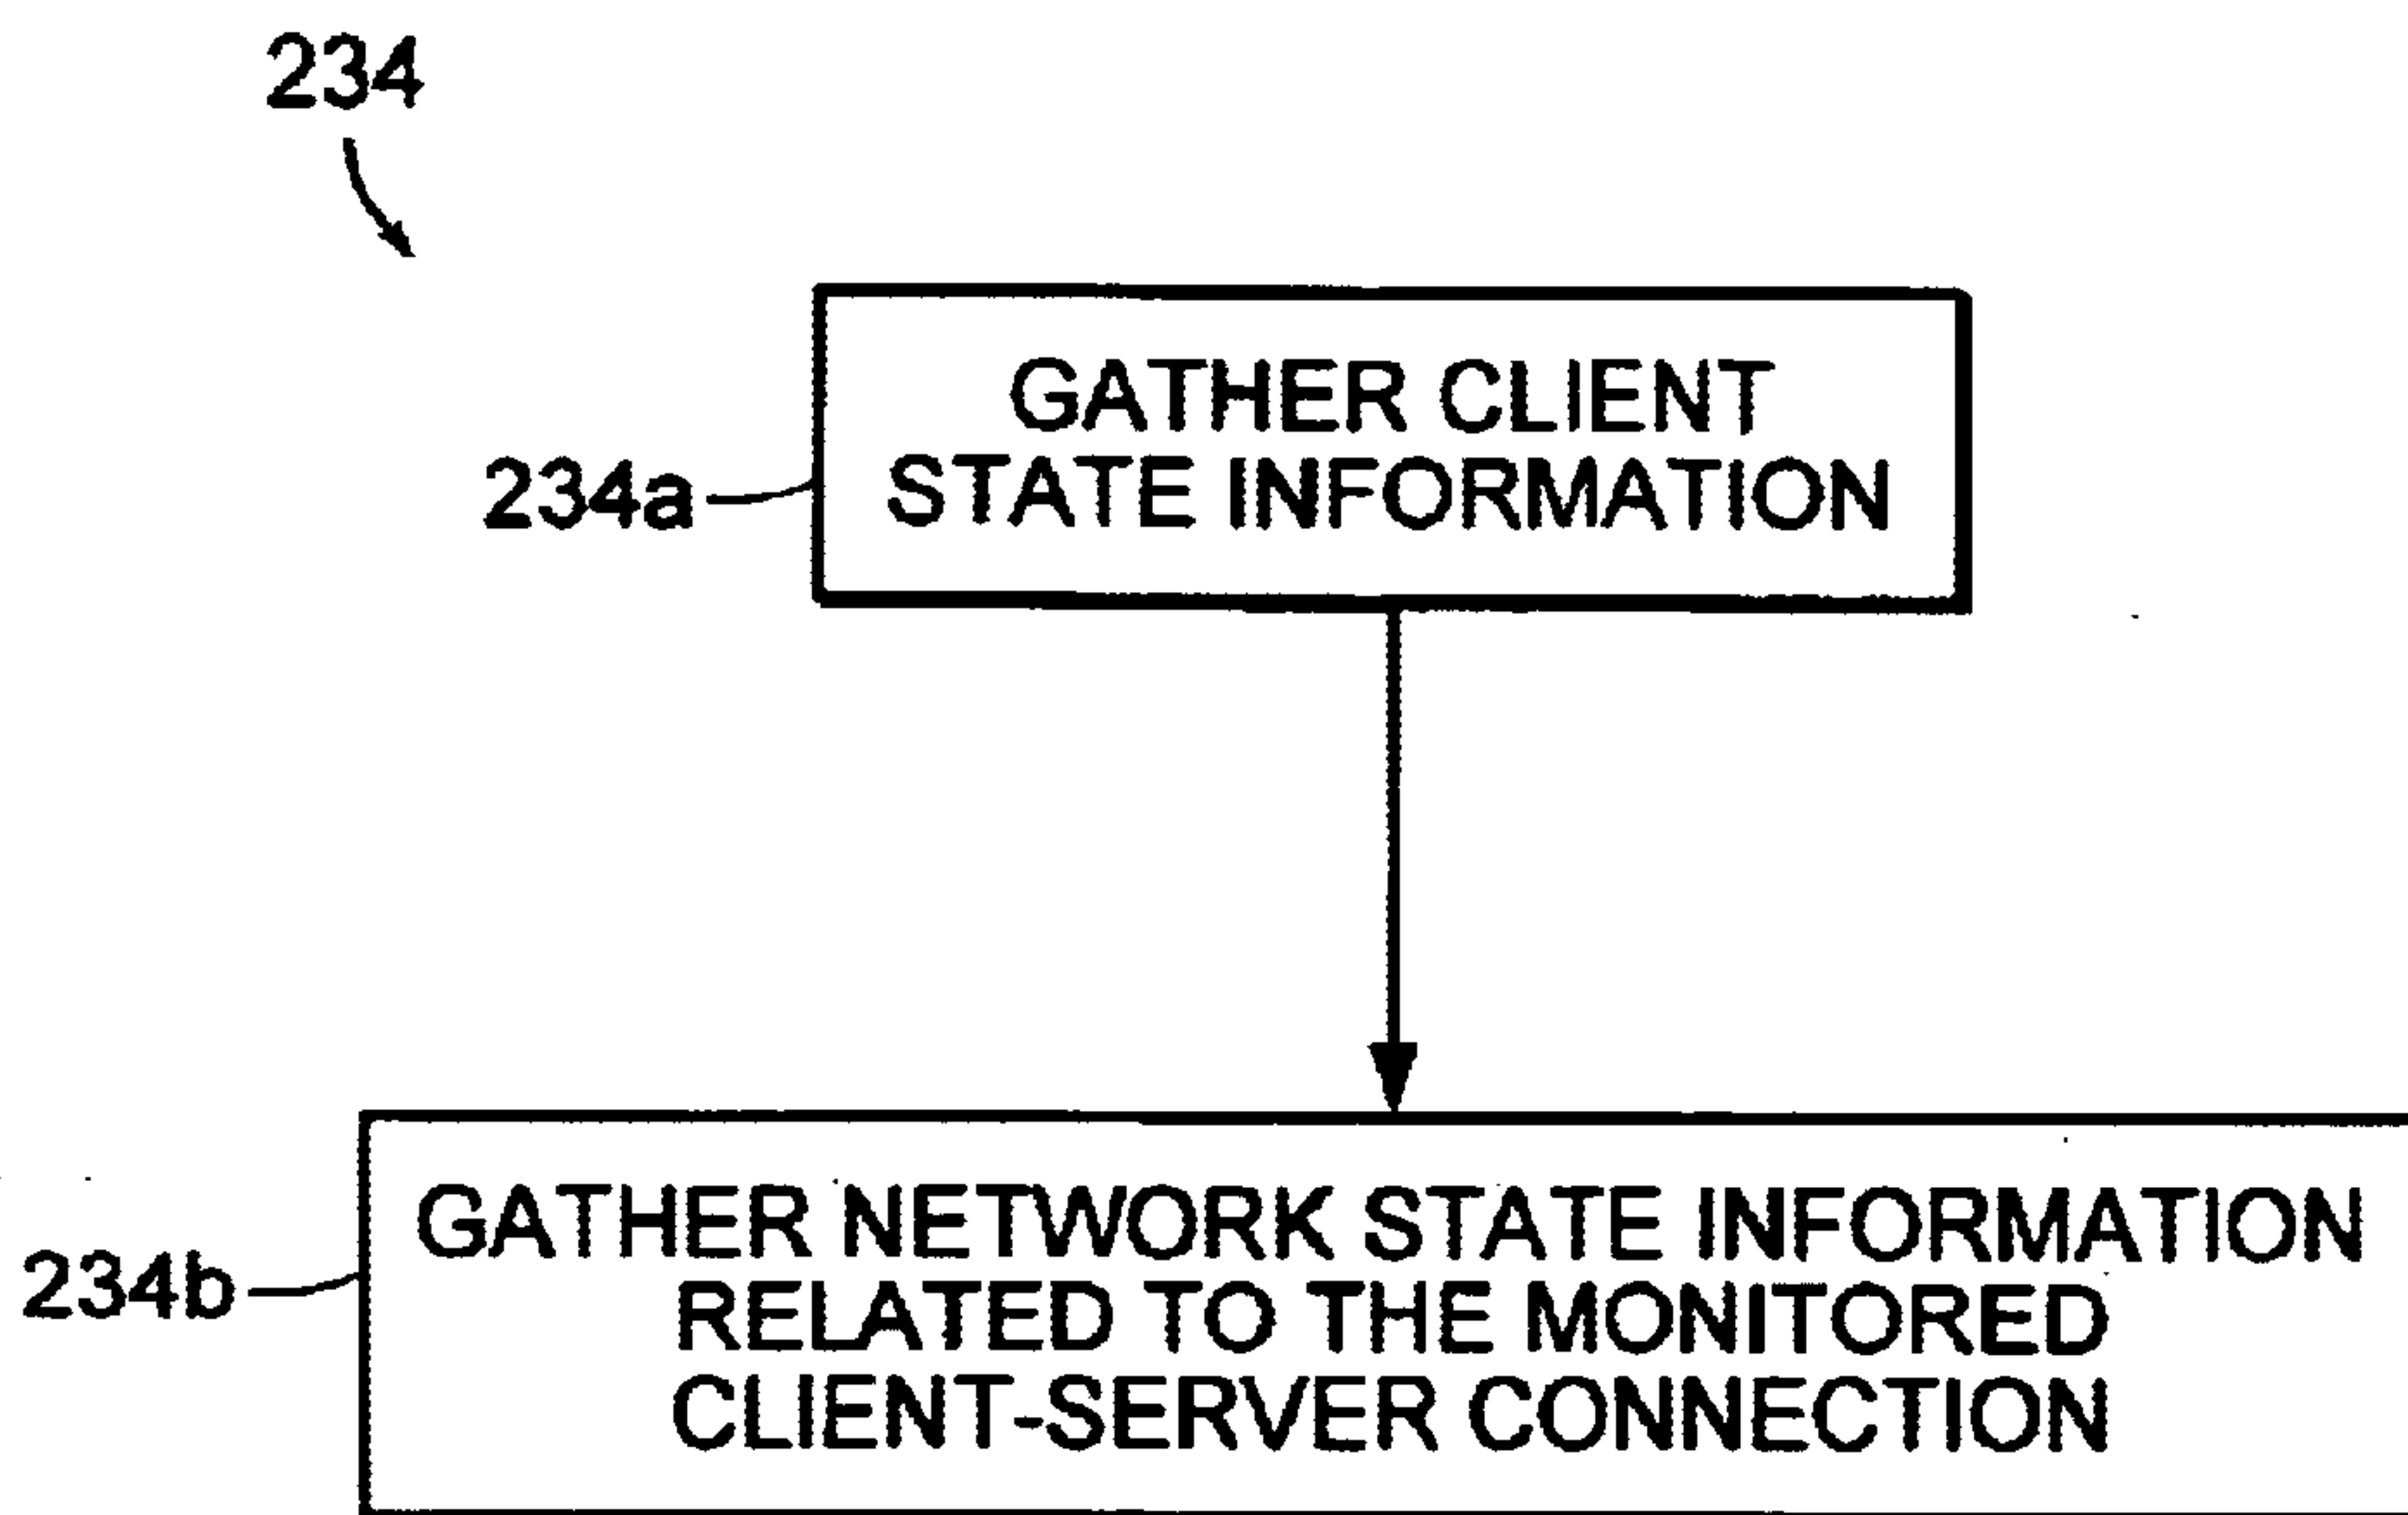 234
GATHER CLIENT
STATE INFORMATION
234a
GATHER NETWORK STATE INFORMATION
RELATED TO THE MONITORED
CLIENT-SERVER CONNECTION
234b